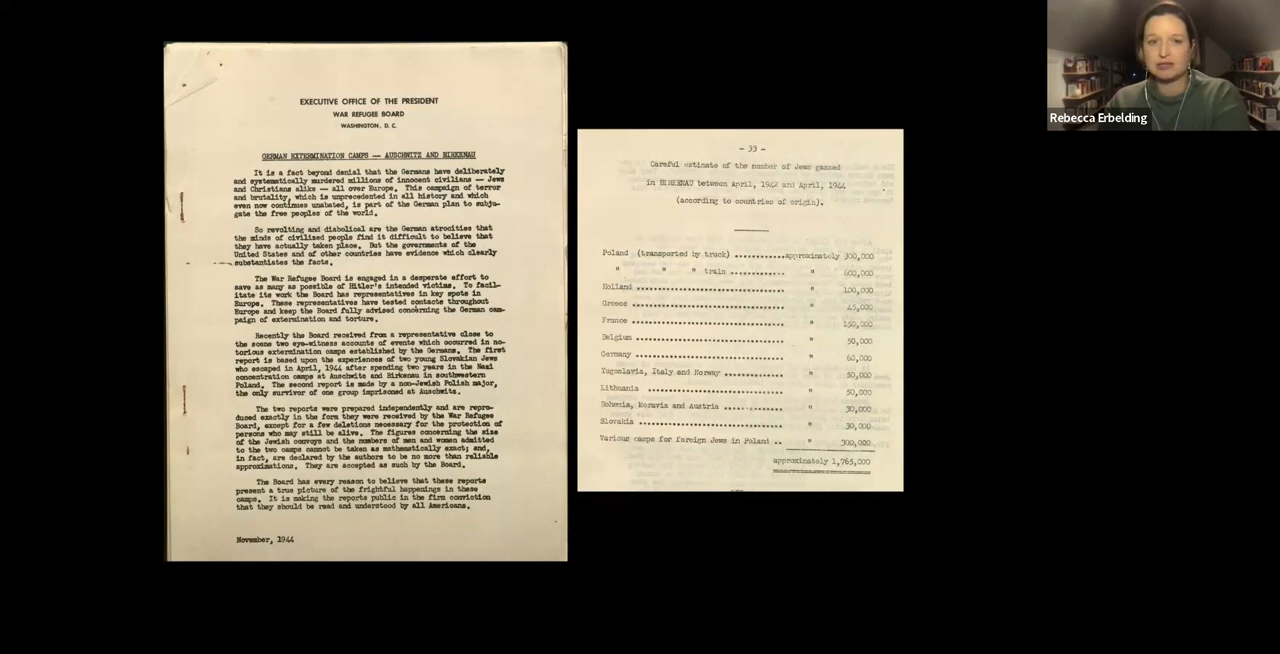 EXECUTIVE OFFICE OF THE PRESIDENT
WAR REFUGEE BOARD
WASHINGTON, D. C.
GERMAN EXTERMINATION CAMPS — AUSCHWITZ AND BIRKENAU
It is a fact beyond denial that the Germans have deliberately
and systematically murdered millions of innocent civilians — Jews
and Christians alike — all over Europe. This campaign of terror
and brutality, which is unprecedented in all history and which
even now continues unabated, is part of the German plan to subju-
gate the free peoples of the world.
So revolting and diabolical are the German atrocities that
the minds of civilized people find it difficult to believe that
they have actually taken place. But the governments of the
United States and of other countries have evidence which clearly
substantiates the facts.
The War Refugee Board is engaged in a desperate effort to
save as many as possible of Hitler's intended victims. To facil-
itate its work the Board has representatives in key spots in
Europe. These representatives have tested contacts throughout
Europe and keep the Board fully advised concerning the German cam-
paign of extermination and torture.
Recently the Board received from a representative close to
the scene two eye-witness accounts of events which occurred in no-
torious extermination camps established by the Germans. The first
report is based upon the experiences of two young Slovakian Jews
who escaped in April, 1944 after spending two years in the Nazi
concentration camps at Auschwitz and Birkenau in southwestern
Poland. The second report is made by a non-Jewish Polish major,
the only survivor of one group imprisoned at Auschwitz.
The two reports were prepared independently and are repro-
duced exactly in the form they were received by the War Refugee
Board, except for a few deletions necessary for the protection of
persons who may still be alive. The figures concerning the size
of the Jewish convoys and the numbers of men and women admitted
to the two camps cannot be taken as mathematically exact; and,
in fact, are declared by the authors to be no more than reliable
approximations. They are accepted as such by the Board.
The Board has every reason to believe that these reports
present a true picture of the frightful happenings in these
camps. It is making the reports public in the firm conviction
that they should be read and understood by all Americans.
November, 1944
- 33 -
Careful estimate of the number of Jews gassed
in BIRKENAU between April, 1942 and April, 1944
(according to countries of origin).
Poland (transported by truck) ..........approximately 300,000
" " train ........... " 600,000
Holland .............................. " 100,000
Greece ............................... " 45,000
France ............................... " 150,000
Belgium .............................. " 50,000
Germany .............................. " 60,000
Yugoslavia, Italy and Norway ............ " 50,000
Lithuania ............................ " 50,000
Bohemia, Moravia and Austria ............ " 30,000
Slovakia ............................. " 30,000
Various camps for foreign Jews in Poland .. " 300,000
approximately 1,765,000
Rebecca Erbelding